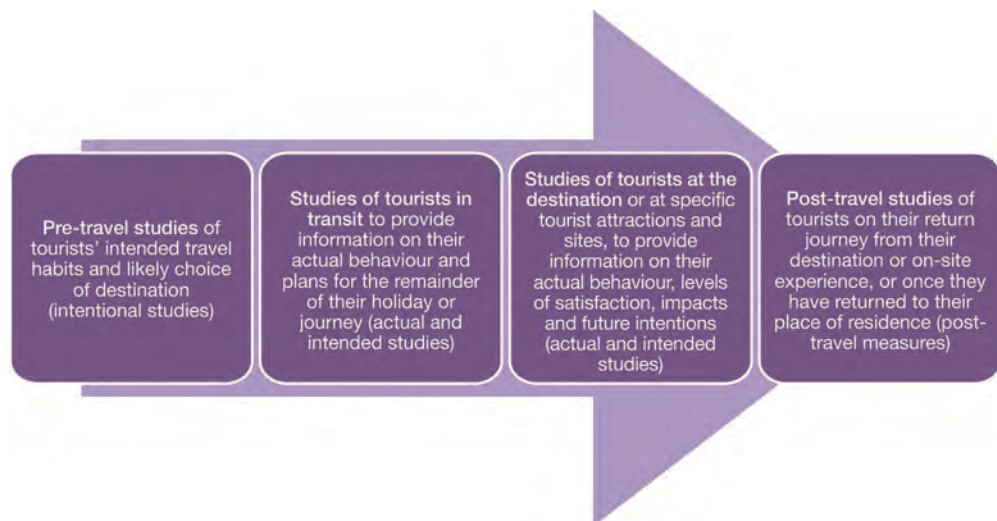 Pre-travel studies of
tourists' intended travel
habits and likely choice
of destination
(intentional studies)
Studies of tourists in
transit to provide
information on their
actual behaviour and
plans for the remainder
of their holiday or
journey (actual and
intended studies)
Studies of tourists at the
destination or at specific
tourist attractions and
sites, to provide
information on their
actual behaviour, levels
of satisfaction, impacts
and future intentions
(actual and intended
studies)
Post-travel studies of
tourists on their return
journey from their
destination or on-site
experience, or once they
have returned to their
place of residence (post-
travel measures)